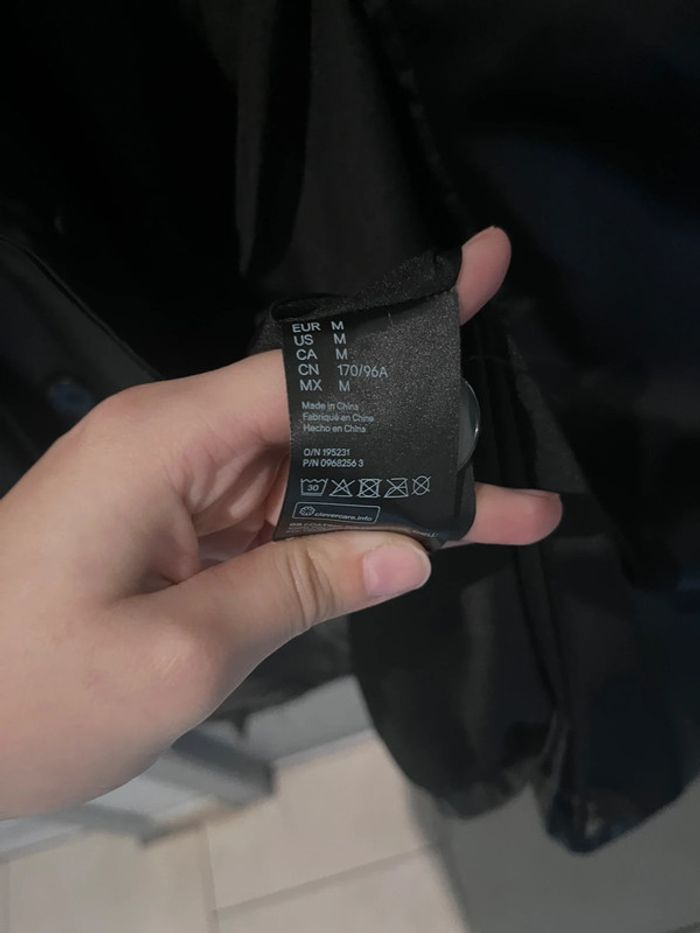 EUR M
US M
CA M
CN 170/96A
MX M
Made in China
Fabriqué en Chine
Hecho en China
O/N 195231
P/N 0968256 3
30
clevercare.info